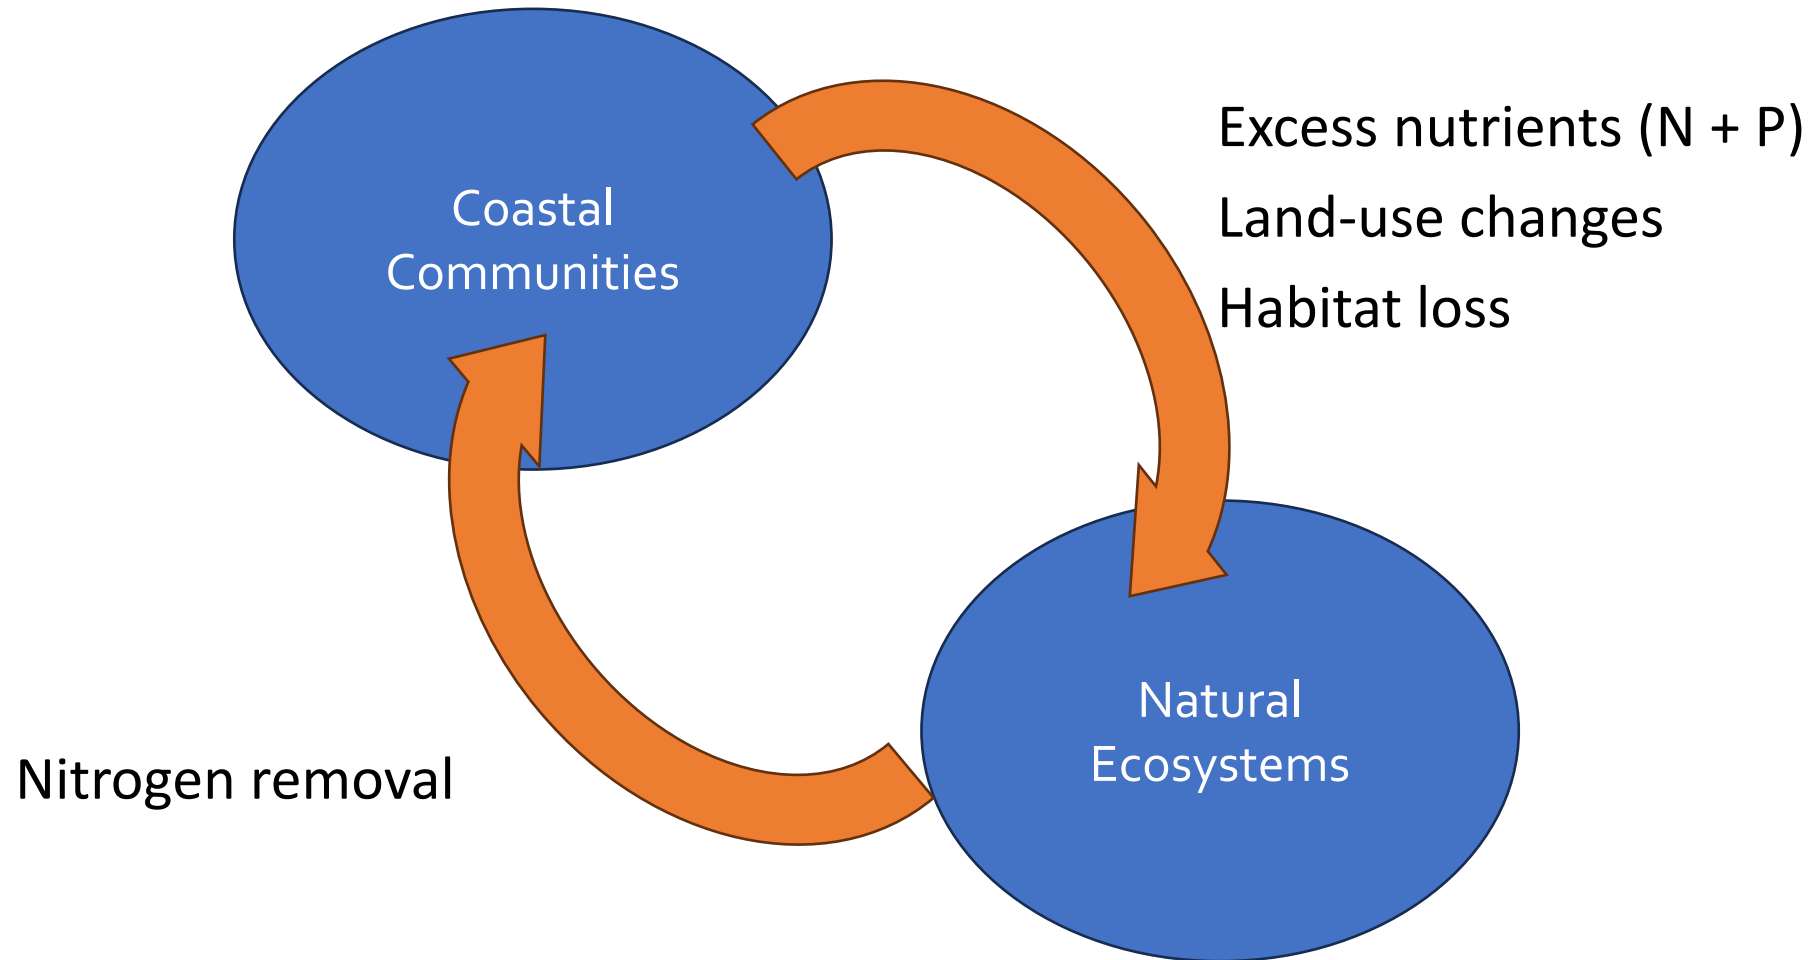 Coastal
Communities
Excess nutrients (N + P)
Land-use changes
Habitat loss
Natural
Ecosystems
Nitrogen removal